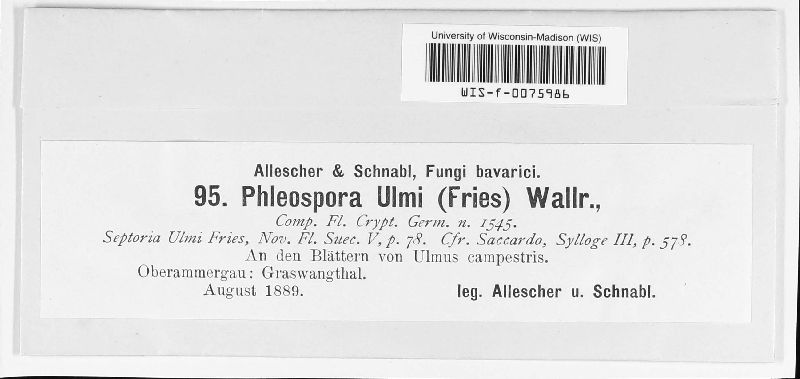 University of Wisconsin-Madison (WIS)
WIS-f-0075986
Allescher & Schnabl, Fungi bavarici.
95. Phleospora Ulmi (Fries) Wallr.,
Comp. Fl. Crypt. Germ. n. 1545.
Septoria Ulmi Fries, Nov. Fl. Suec. V, p. 78. Cfr. Saccardo, Sylloge III, p. 578.
An den Blättern von Ulmus campestris.
Oberammergau: Graswangthal.
August 1889. leg. Allescher u. Schnabl.